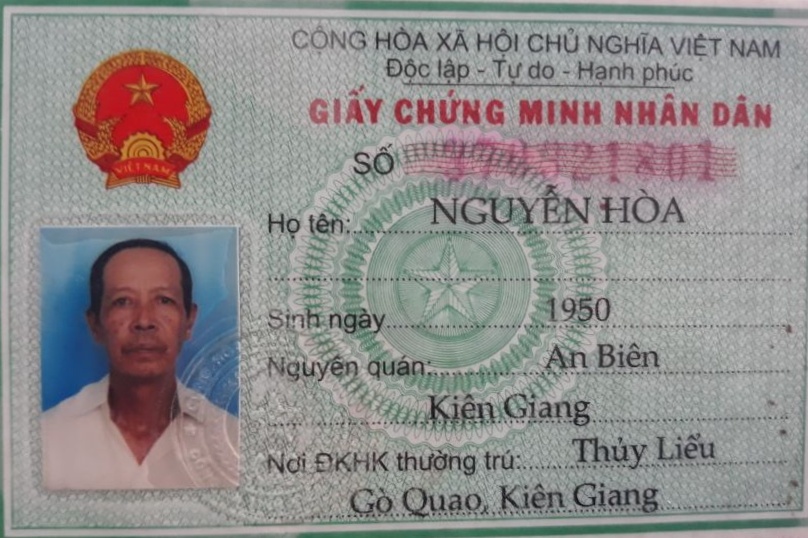 CỘNG HÒA XÃ HỘI CHỦ NGHĨA VIỆT NAM
Độc lập - Tự do - Hạnh phúc
GIẤY CHỨNG MINH NHÂN DÂN
SỐ
VIỆT NAM
Họ tên: NGUYỄN HÒA
Sinh ngày 1950
Nguyên quán: An Biên
Kiên Giang
Nơi ĐKHK thường trú: Thủy Liễu
Gò Quao, Kiên Giang